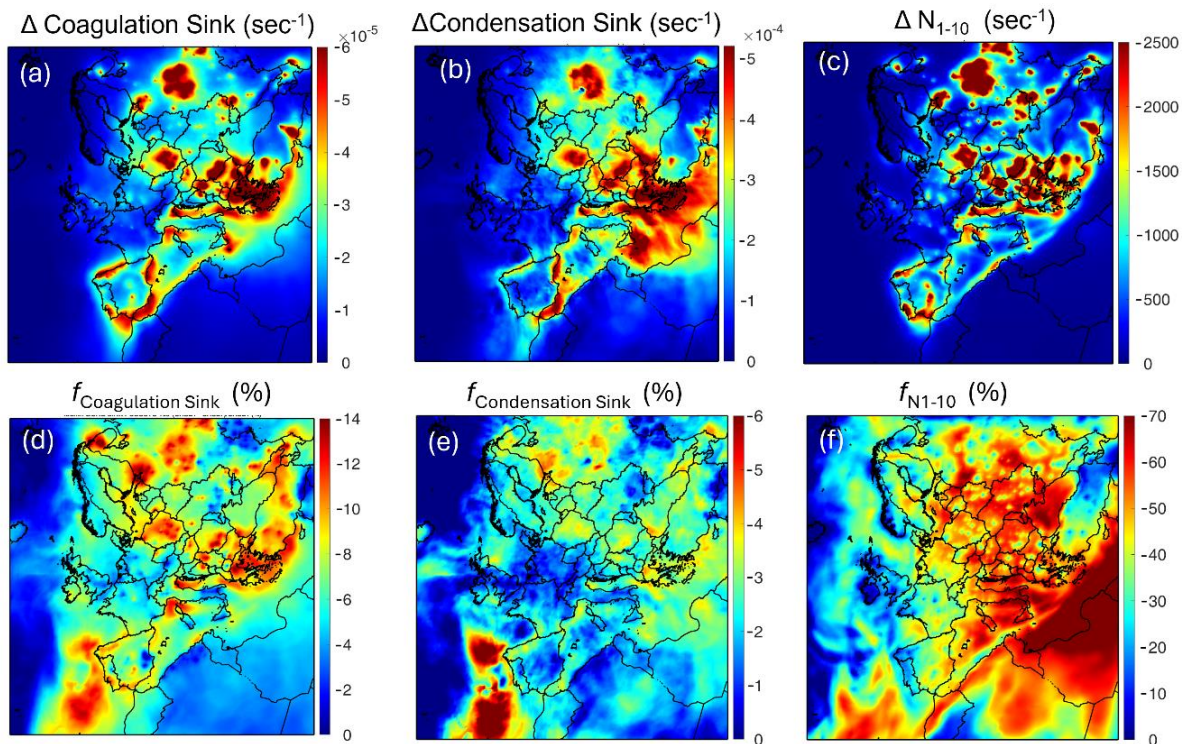 Δ Coagulation Sink (sec⁻¹) ΔCondensation Sink (sec⁻¹) Δ N₁₋₁₀ (sec⁻¹)
×10⁻⁵ ×10⁻⁴
(a) (b) (c)
-6 -5 -4 -3 -2 -1 0
-5 -4 -3 -2 -1 0
2500 2000 -1500 -1000 500 0
f Coagulation Sink (%) f Condensation Sink (%) f N1-10 (%)
(d) (e) (f)
-14 -12 -10 -8 -6 -4 -2 0
-6 -5 -4 -3 -2 -1 0
-70 -60 -50 -40 -30 -20 -10 0